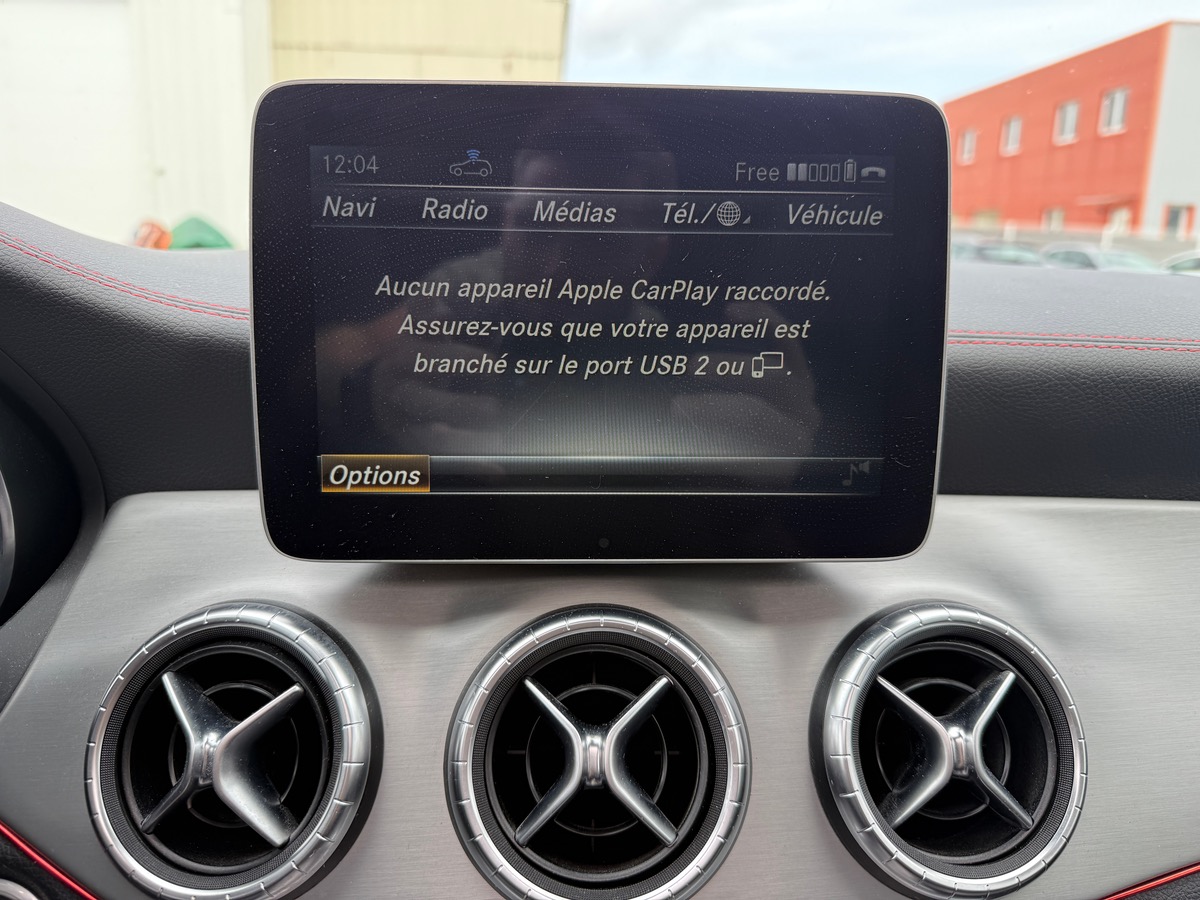 12:04 Free
Navi Radio Médias Tél./ Véhicule
Aucun appareil Apple CarPlay raccordé.
Assurez-vous que votre appareil est
branché sur le port USB 2 ou .
Options